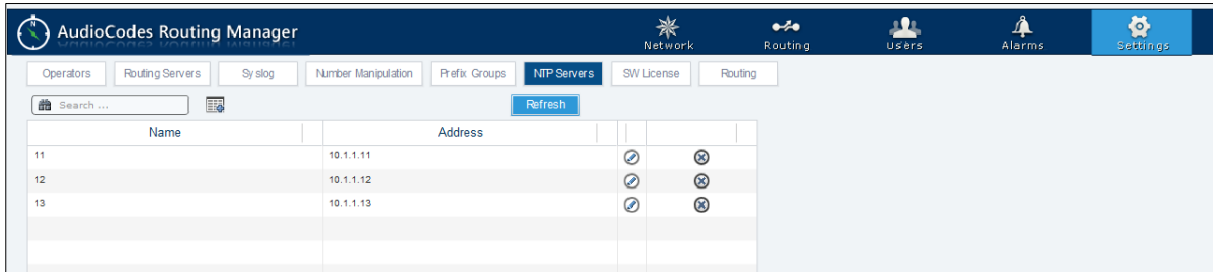 AudioCodes Routing Manager
Network Routing Users Alarms Settings
Operators Routing Servers Syslog Number Manipulation Prefix Groups NTP Servers SW License Routing
Search ... Refresh
Name Address
11 10.1.1.11
12 10.1.1.12
13 10.1.1.13